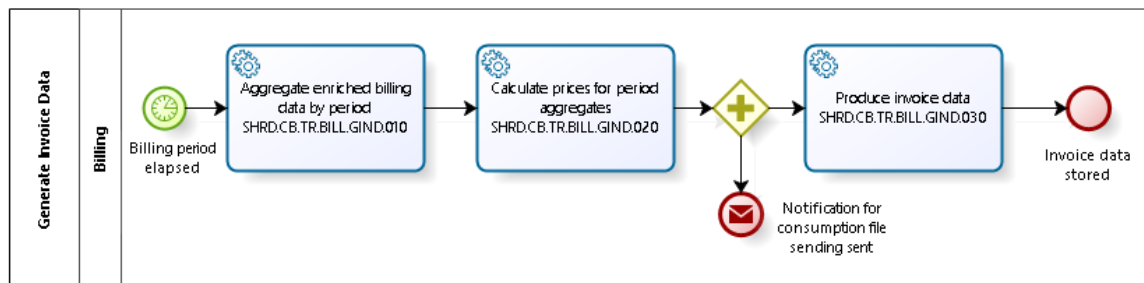 Generate Invoice Data
Billing
Billing period
elapsed
Aggregate enriched billing
data by period
SHRD.CB.TR.BILL.GIND.010
Calculate prices for period
aggregates
SHRD.CB.TR.BILL.GIND.020
Notification for
consumption file
sending sent
Produce invoice data
SHRD.CB.TR.BILL.GIND.030
Invoice data
stored